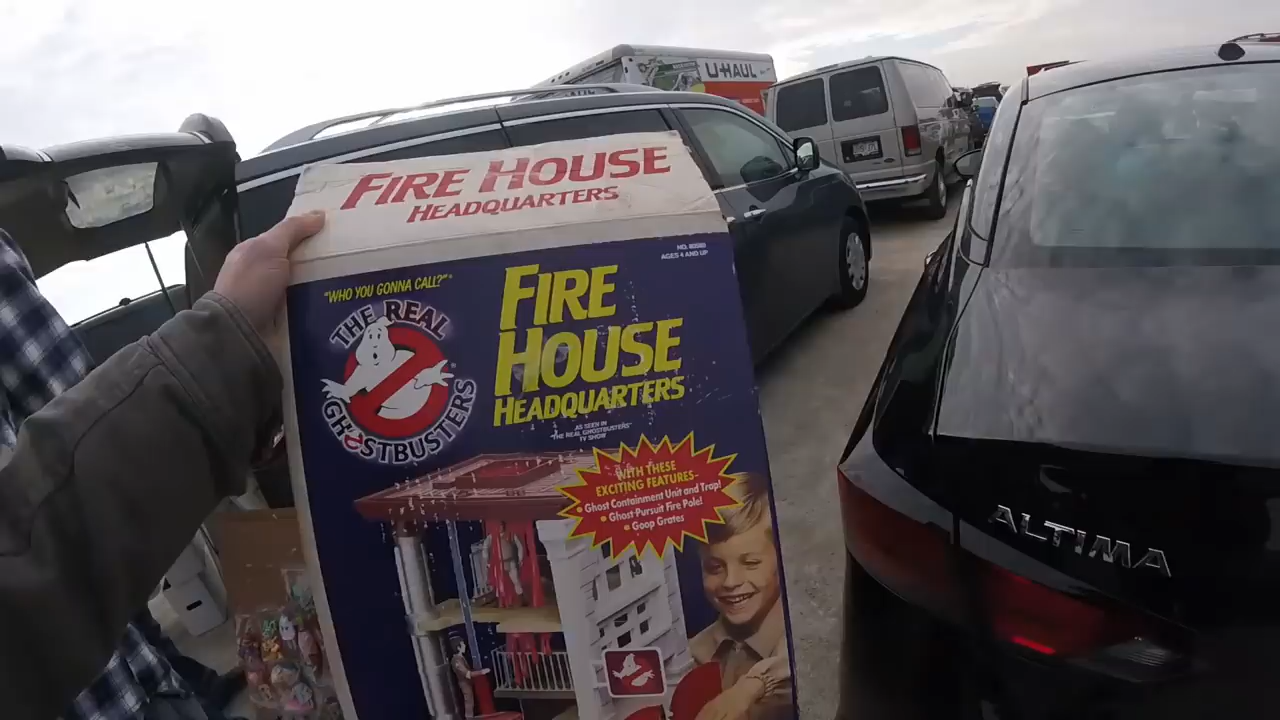 U-HAUL
FIRE HOUSE
HEADQUARTERS
AGES 4 AND UP
"WHO YOU GONNA CALL?"
THE REAL
GHOSTBUSTERS
FIRE
HOUSE
HEADQUARTERS
AS SEEN IN
"THE REAL GHOSTBUSTERS"
TV SHOW
WITH THESE
EXCITING FEATURES-
• Ghost Containment Unit and Trap!
• Ghost-Pursuit Fire Pole!
• Goop Grates
ALTIMA